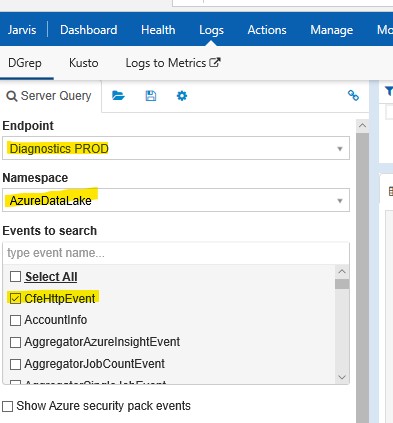 Jarvis Dashboard Health Logs Actions Manage Mo
DGrep Kusto Logs to Metrics
Server Query
Endpoint
Diagnostics PROD
Namespace
AzureDataLake
Events to search
type event name...
Select All
CfeHttpEvent
AccountInfo
AggregatorAzureInsightEvent
AggregatorJobCountEvent
AggregatorSingleJobEvent
Show Azure security pack events